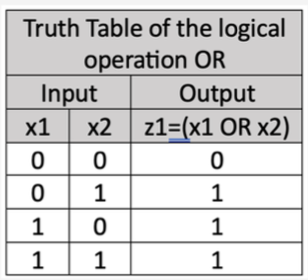 Truth Table of the logical
operation OR
Input Output
x1 x2 z1=(x1 OR x2)
0 0 0
0 1 1
1 0 1
1 1 1